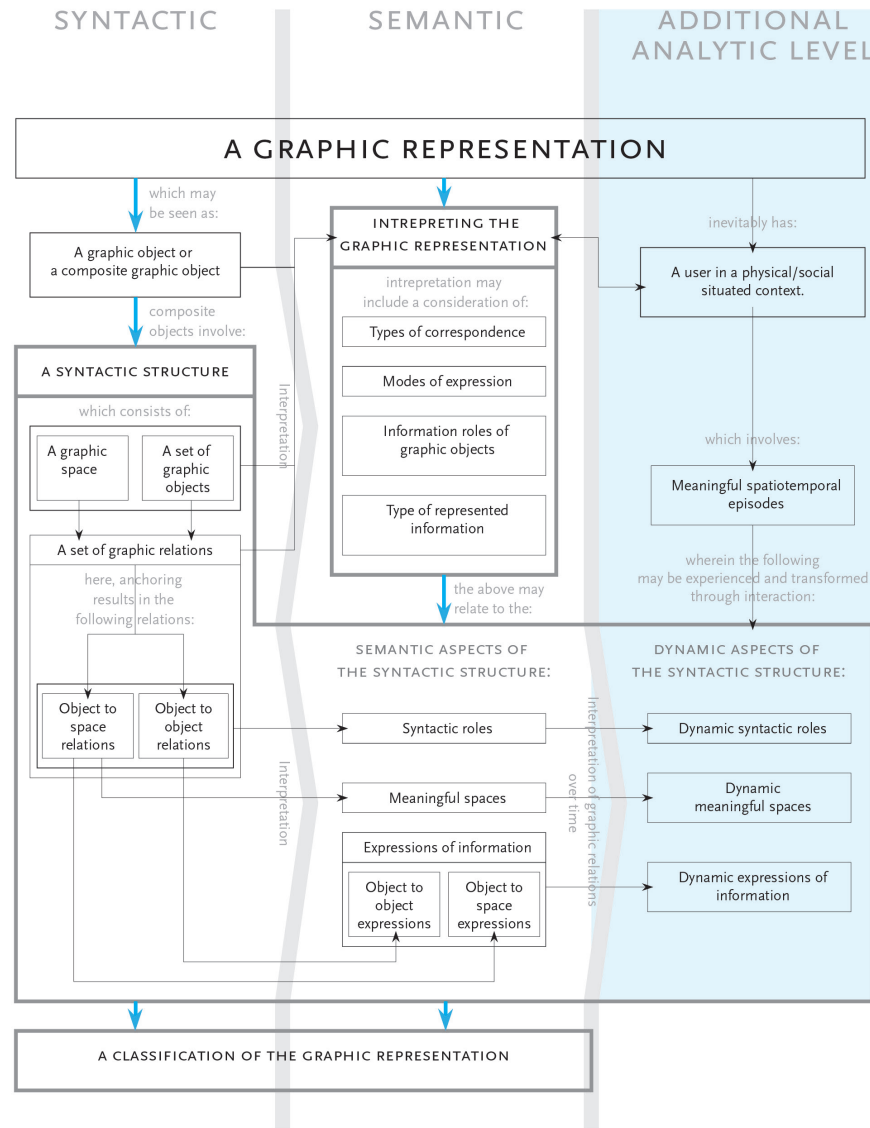 SYNTACTIC
SEMANTIC
ADDITIONAL
ANALYTIC LEVEL
A GRAPHIC REPRESENTATION
which may
be seen as:
A graphic object or
a composite graphic object
composite
objects involve:
A SYNTACTIC STRUCTURE
which consists of:
A graphic
space
A set of
graphic
objects
A set of graphic relations
here, anchoring
results in the
following relations:
Object to
space
relations
Object to
object
relations
Interpretation
Interpretation
INTREPRETING THE
GRAPHIC REPRESENTATION
intrepretation may
include a consideration of:
Types of correspondence
Modes of expression
Information roles of
graphic objects
Type of represented
information
the above may
relate to the:
SEMANTIC ASPECTS OF
THE SYNTACTIC STRUCTURE:
Syntactic roles
Meaningful spaces
Expressions of information
Object to
object
expressions
Object to
space
expressions
Interpretation of graphic relations
over time
inevitably has:
A user in a physical/social
situated context.
which involves:
Meaningful spatiotemporal
episodes
wherein the following
may be experienced and transformed
through interaction:
DYNAMIC ASPECTS OF
THE SYNTACTIC STRUCTURE:
Dynamic syntactic roles
Dynamic
meaningful spaces
Dynamic expressions of
information
A CLASSIFICATION OF THE GRAPHIC REPRESENTATION